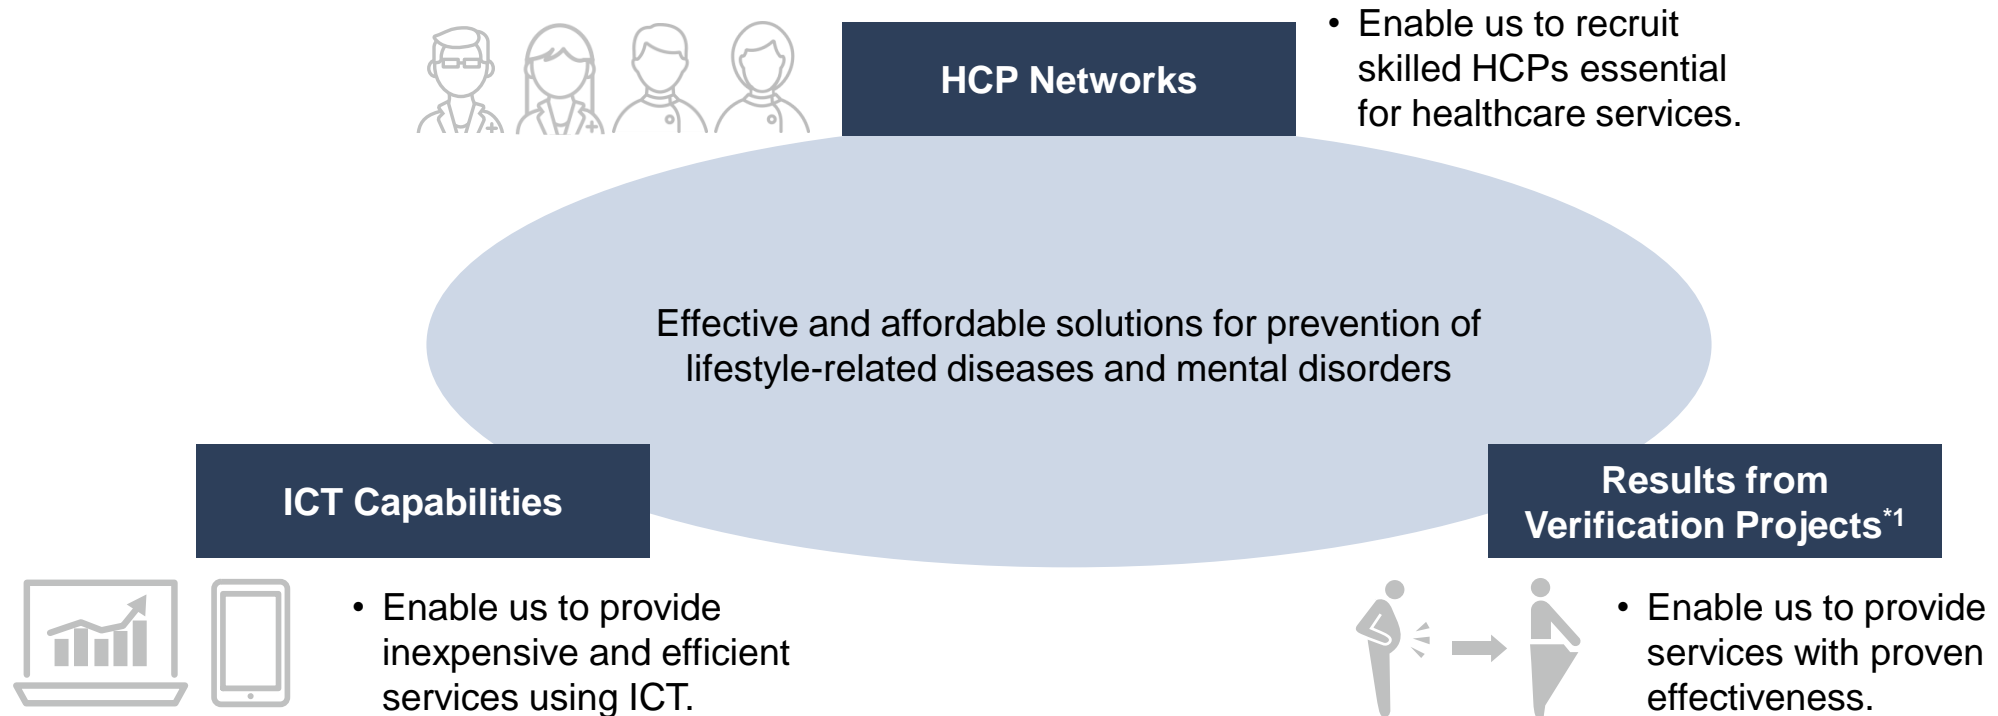 HCP Networks
• Enable us to recruit
skilled HCPs essential
for healthcare services.
Effective and affordable solutions for prevention of
lifestyle-related diseases and mental disorders
ICT Capabilities
• Enable us to provide
inexpensive and efficient
services using ICT.
Results from
Verification Projects*1
• Enable us to provide
services with proven
effectiveness.